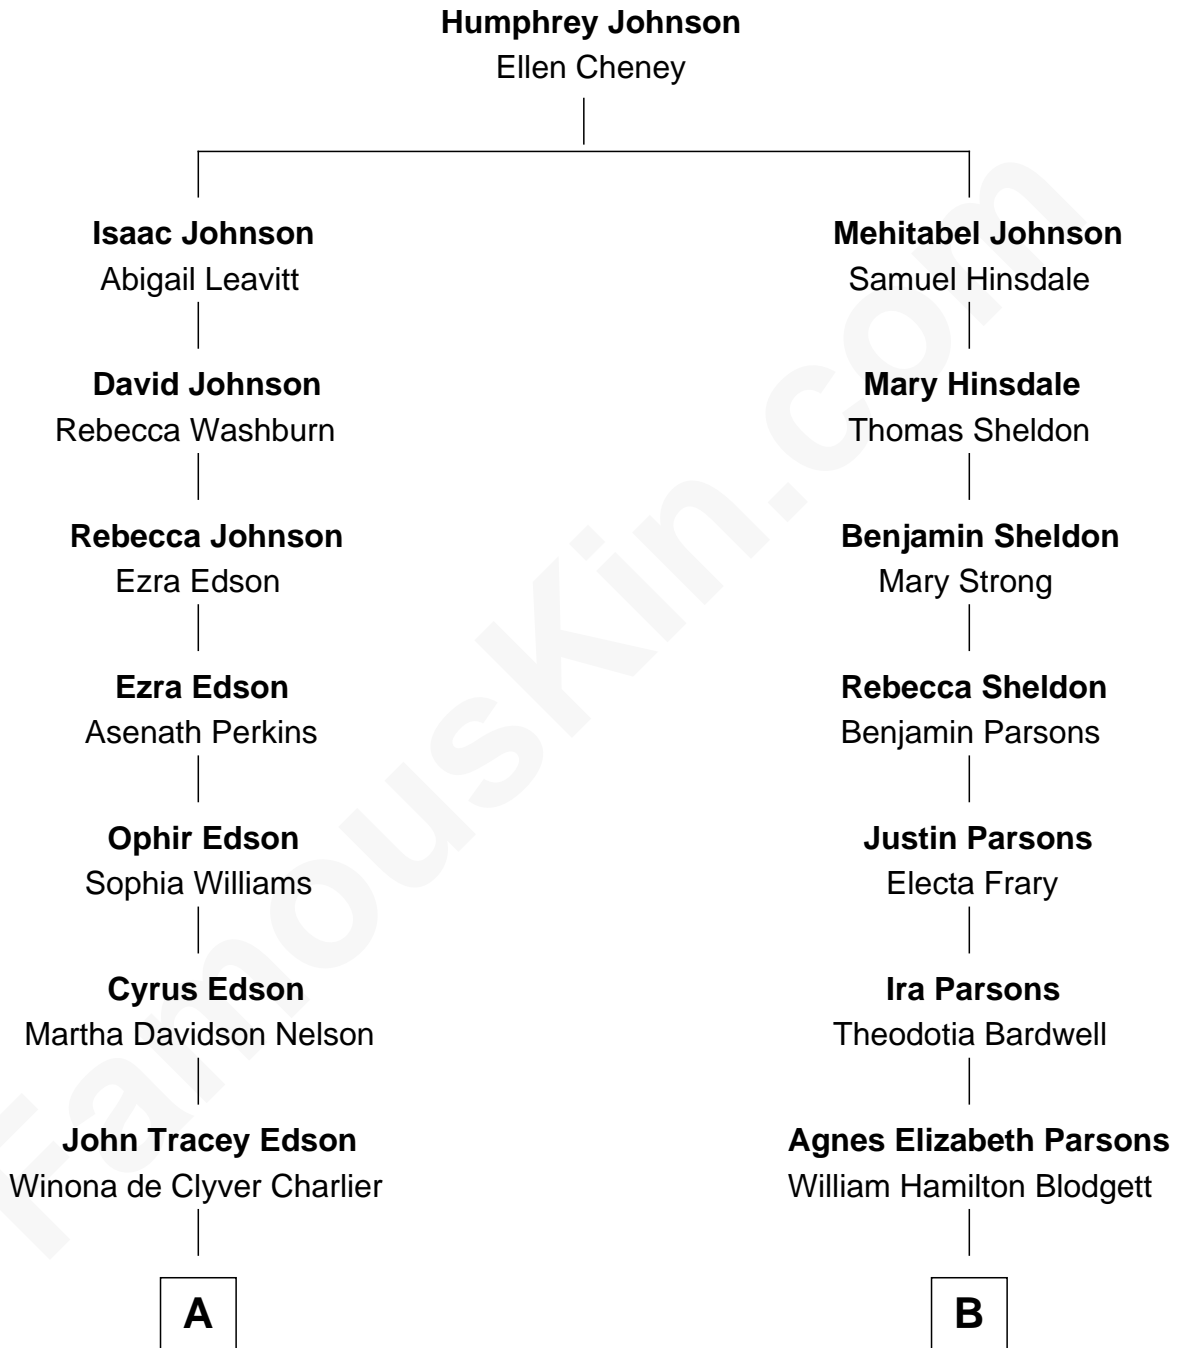 Humphrey Johnson
Ellen Cheney
Isaac Johnson
Abigail Leavitt
David Johnson
Rebecca Washburn
Rebecca Johnson
Ezra Edson
Ezra Edson
Asenath Perkins
Ophir Edson
Sophia Williams
Cyrus Edson
Martha Davidson Nelson
John Tracey Edson
Winona de Clyver Charlier
A
Mehitabel Johnson
Samuel Hinsdale
Mary Hinsdale
Thomas Sheldon
Benjamin Sheldon
Mary Strong
Rebecca Sheldon
Benjamin Parsons
Justin Parsons
Electa Frary
Ira Parsons
Theodotia Bardwell
Agnes Elizabeth Parsons
William Hamilton Blodgett
B
FamousKin.com